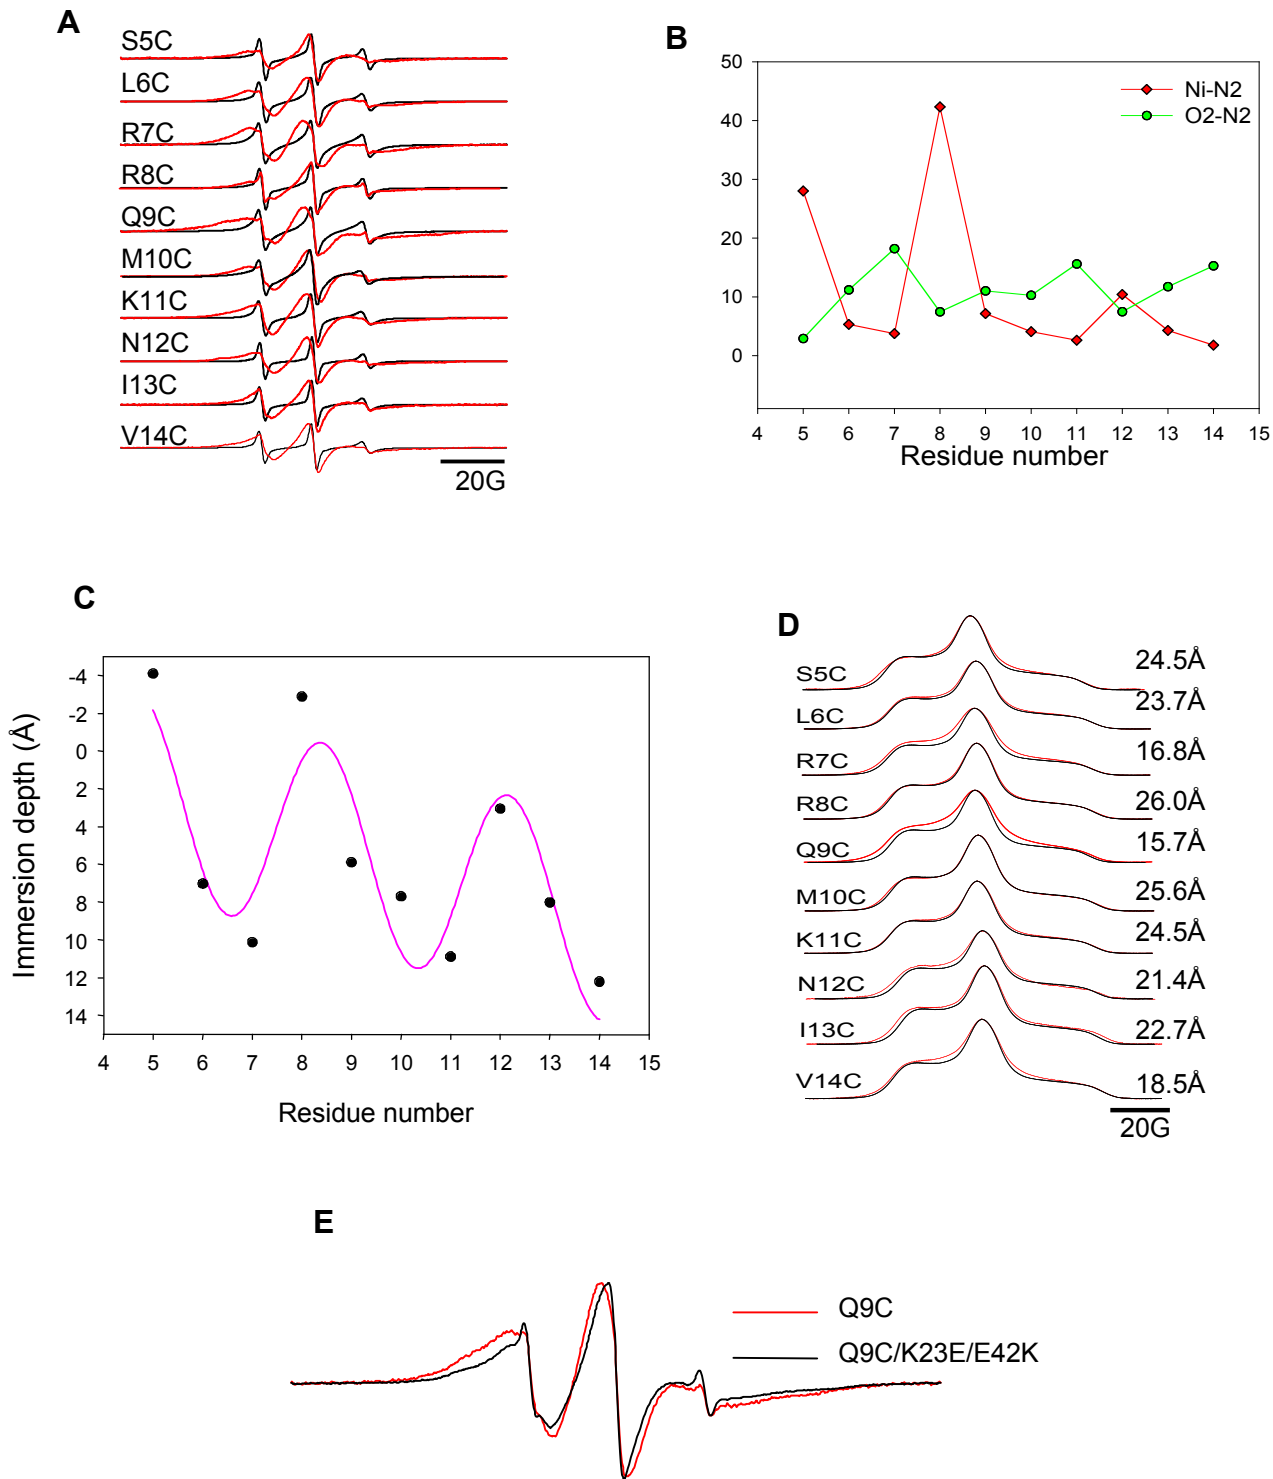 A
S5C
L6C
R7C
R8C
Q9C
M10C
K11C
N12C
I13C
V14C
20G
B
50
40
30
20
10
0
Ni-N2
O2-N2
4 5 6 7 8 9 10 11 12 13 14 15
Residue number
C
-4
-2
0
2
4
6
8
10
12
14
Immersion depth (Å)
4 5 6 7 8 9 10 11 12 13 14 15
Residue number
D
S5C 24.5Å
L6C 23.7Å
R7C 16.8Å
R8C 26.0Å
Q9C 15.7Å
M10C 25.6Å
K11C 24.5Å
N12C 21.4Å
I13C 22.7Å
V14C 18.5Å
20G
E
Q9C
Q9C/K23E/E42K